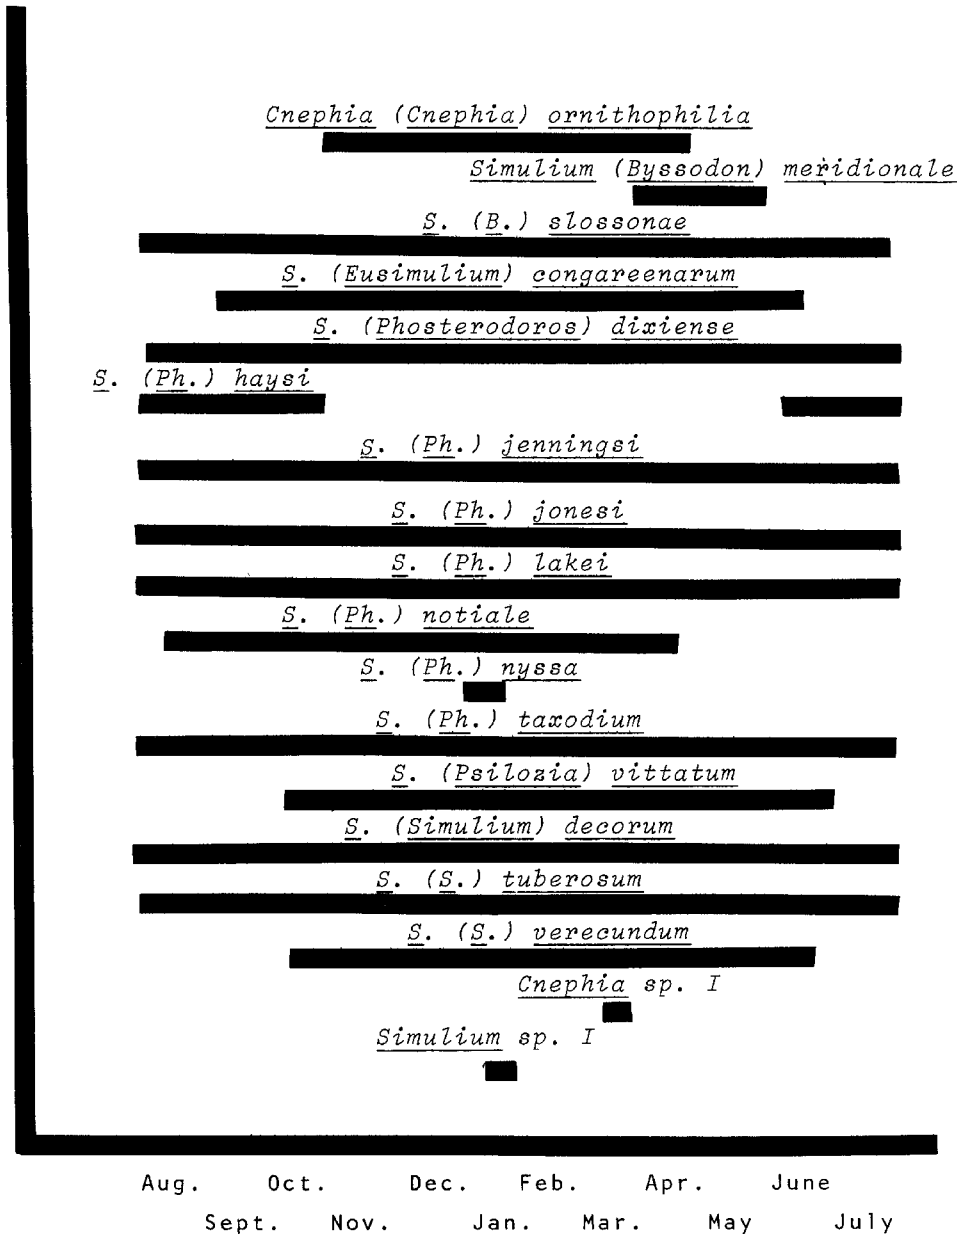 Cnephia (Cnephia) ornithophilia
Simulium (Byssodon) meridionale
S. (B.) slossonae
S. (Eusimulium) congareenarum
S. (Phosterodoros) dixiense
S. (Ph.) haysi
S. (Ph.) jenningsi
S. (Ph.) jonesi
S. (Ph.) lakei
S. (Ph.) notiale
S. (Ph.) nyssa
S. (Ph.) taxodium
S. (Psilozia) vittatum
S. (Simulium) decorum
S. (S.) tuberosum
S. (S.) verecundum
Cnephia sp. I
Simulium sp. I
Aug. Oct. Dec. Feb. Apr. June
Sept. Nov. Jan. Mar. May July